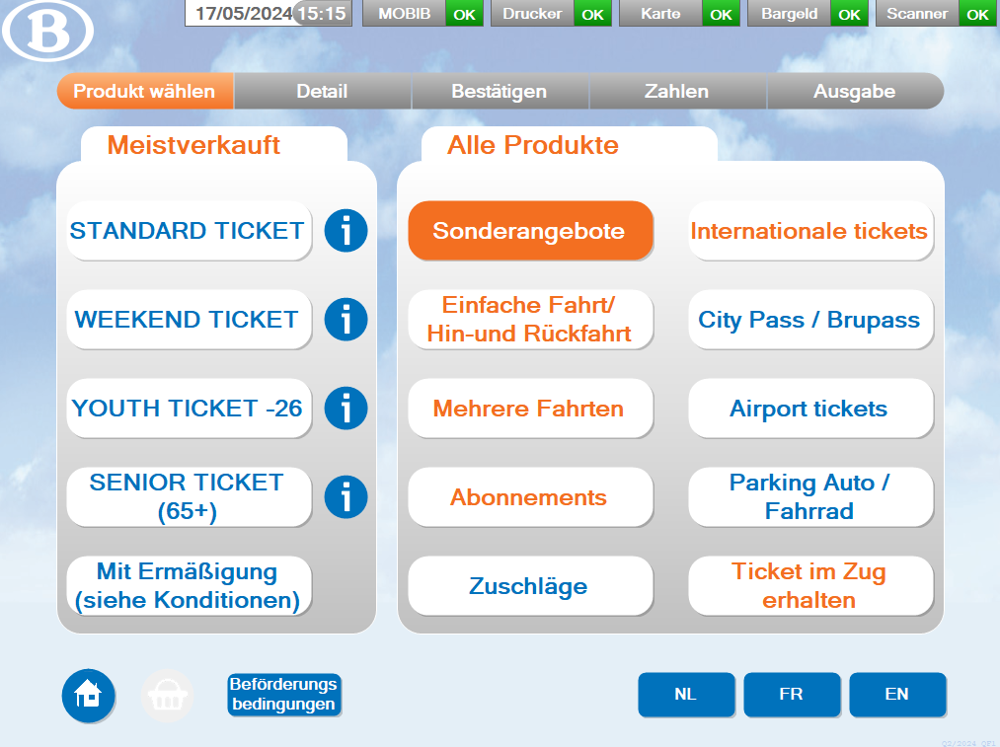 B
17/05/2024 15:15
MOBIB OK
Drucker OK
Karte OK
Bargeld OK
Scanner OK
Produkt wählen
Detail
Bestätigen
Zahlen
Ausgabe
Meistverkauft
STANDARD TICKET
i
WEEKEND TICKET
i
YOUTH TICKET -26
i
SENIOR TICKET
(65+)
i
Mit Ermäßigung
(siehe Konditionen)
Alle Produkte
Sonderangebote
Internationale tickets
Einfache Fahrt/
Hin-und Rückfahrt
City Pass / Brupass
Mehrere Fahrten
Airport tickets
Abonnements
Parking Auto /
Fahrrad
Zuschläge
Ticket im Zug
erhalten
Beförderungs
bedingungen
NL
FR
EN